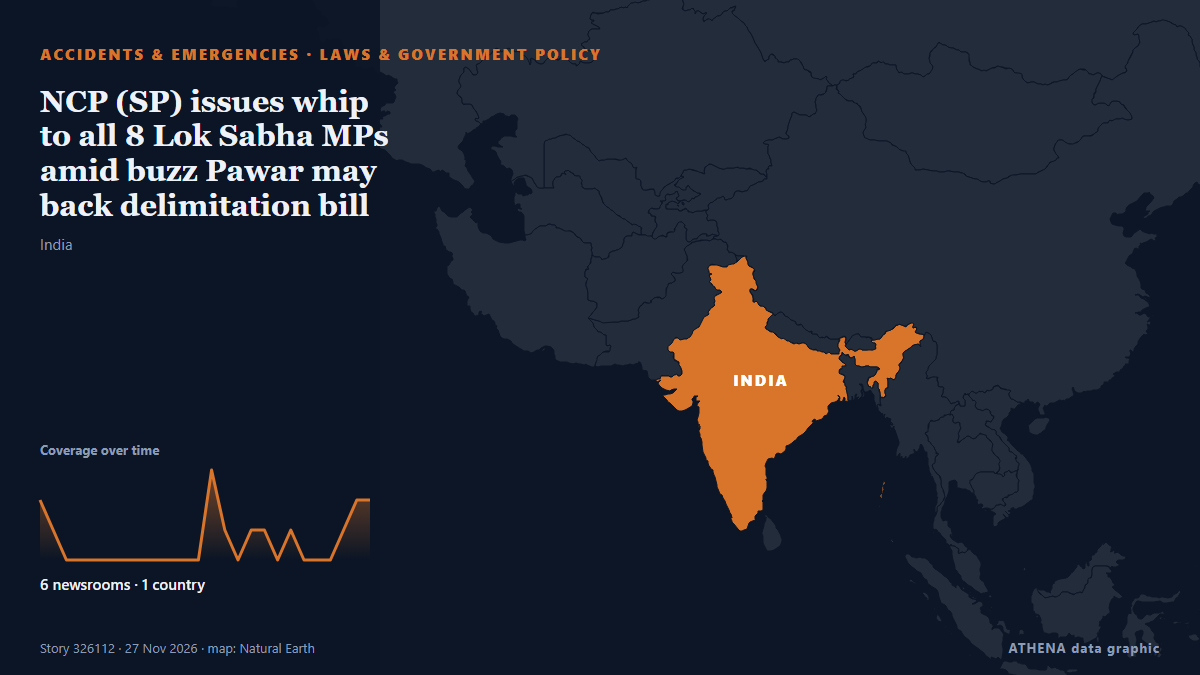 ACCIDENTS & EMERGENCIES · LAWS & GOVERNMENT POLICY
NCP (SP) issues whip
to all 8 Lok Sabha MPs
amid buzz Pawar may
back delimitation bill
India
INDIA
Coverage over time
6 newsrooms · 1 country
Story 326112 · 27 Nov 2026 · map: Natural Earth
ATHENA data graphic